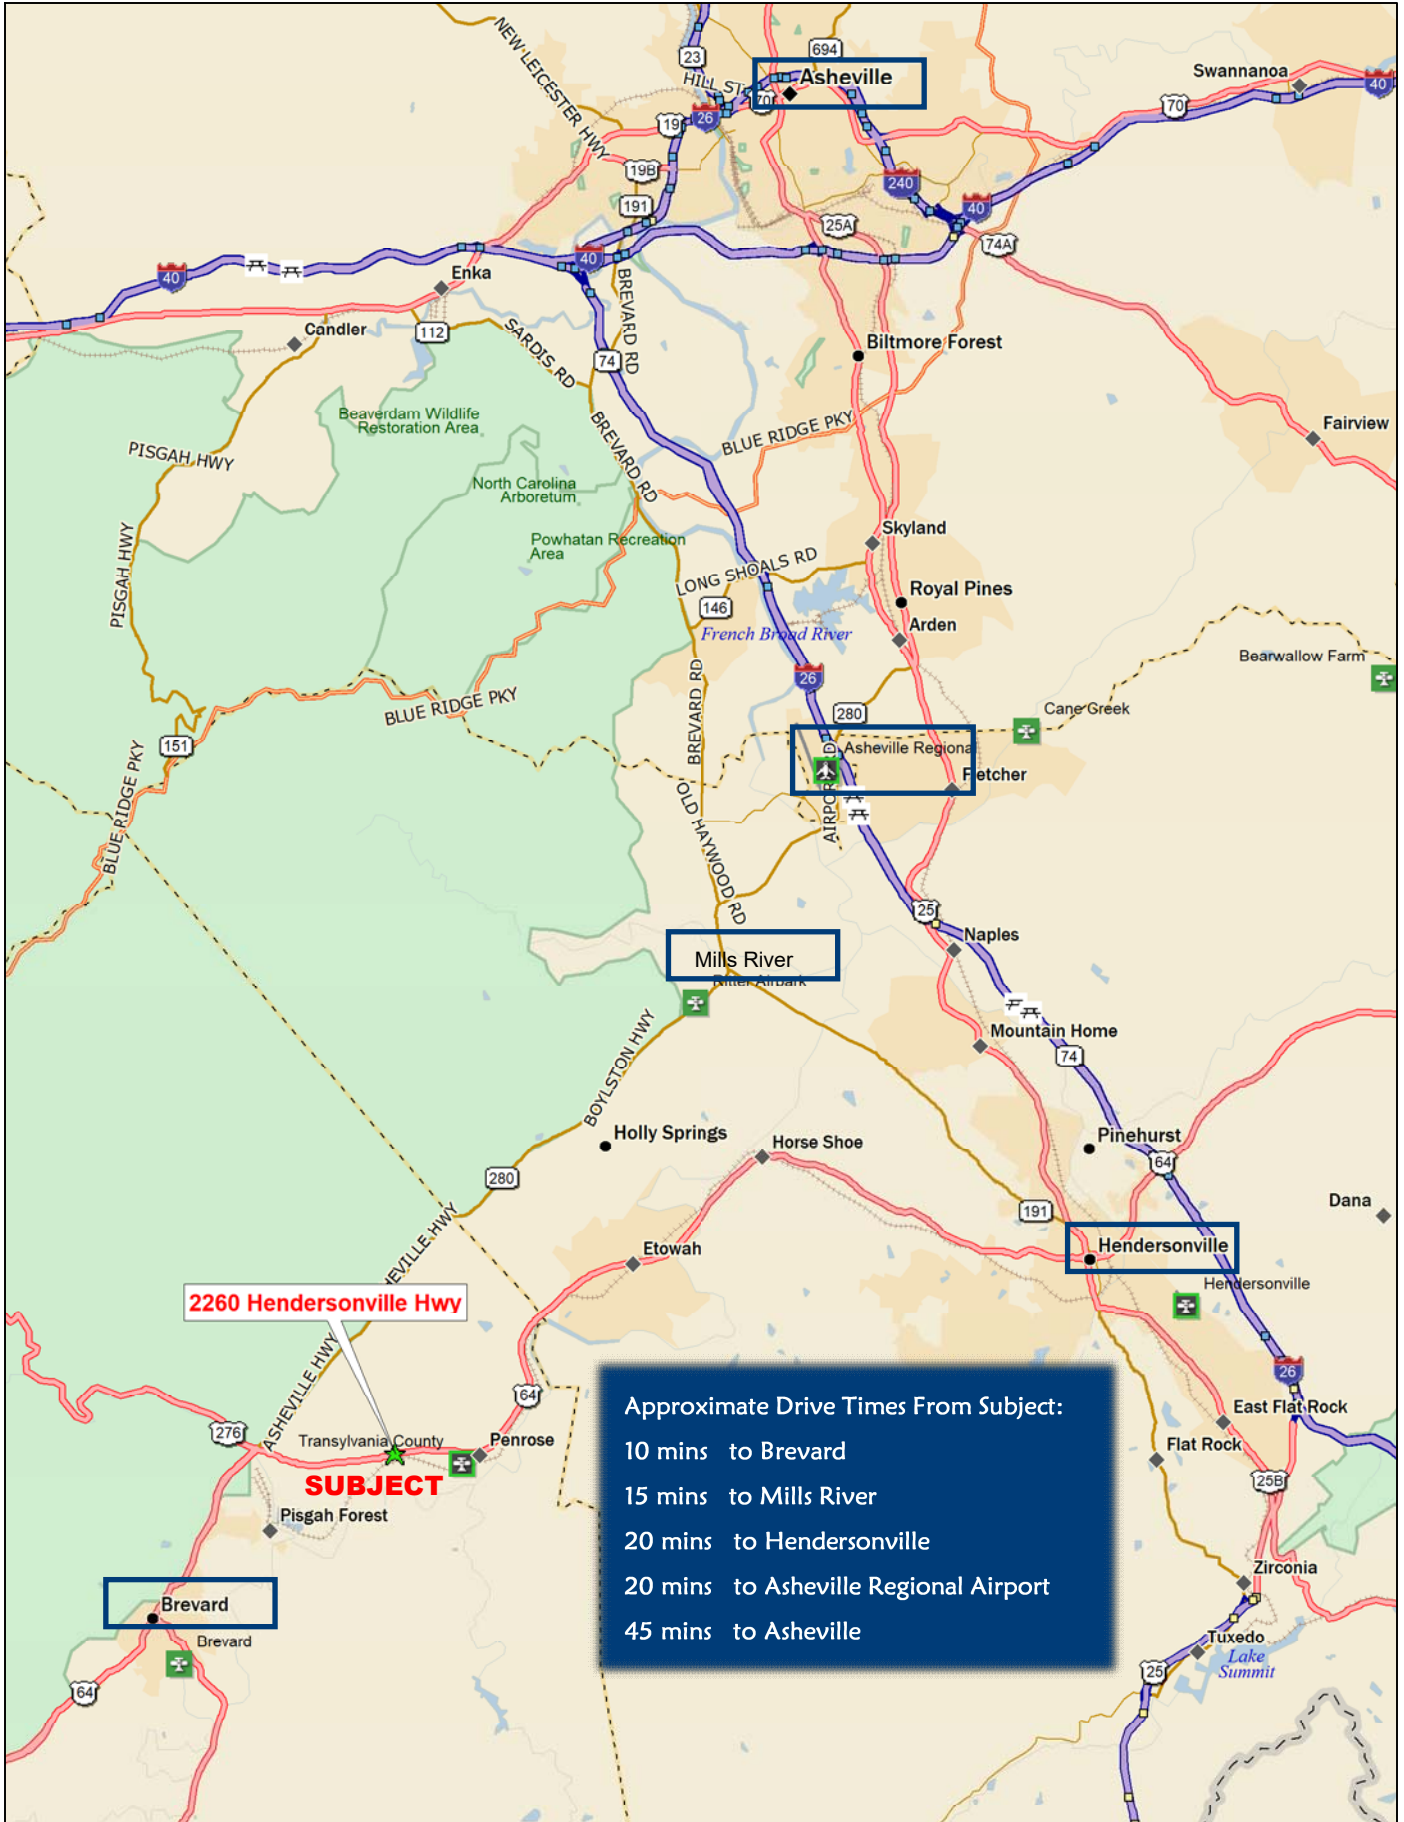 NEW LEICESTER HWY
23
694
HILL ST
70
Asheville
Swannanoa
40
70
19
26
19B
240
191
40
25A
74A
40
40
Enka
BREVARD RD
Candler
112
SARDIS RD
74
Biltmore Forest
Beaverdam Wildlife
Restoration Area
BREVARD RD
BLUE RIDGE PKY
Fairview
PISGAH HWY
North Carolina
Arboretum
PISGAH HWY
Powhatan Recreation
Area
Skyland
LONG SHOALS RD
Royal Pines
146
French Broad River
Arden
Bearwallow Farm
26
BREVARD RD
BLUE RIDGE PKY
280
Cane Greek
151
Asheville Regional
BLUE RIDGE PKY
Fletcher
OLD HAYWOOD RD
25
Naples
Mills River
Ritter Airpark
Mountain Home
74
BOYLSTON HWY
Holly Springs
Horse Shoe
Pinehurst
64
280
191
Dana
Etowah
Hendersonville
Hendersonville
2260 Hendersonville Hwy
ASHEVILLE HWY
26
64
276
Transylvania County
Penrose
SUBJECT
Pisgah Forest
East Flat Rock
Flat Rock
25B
Approximate Drive Times From Subject:
10 mins to Brevard
15 mins to Mills River
20 mins to Hendersonville
20 mins to Asheville Regional Airport
45 mins to Asheville
Zirconia
Brevard
Brevard
Tuxedo
Lake
Summit
25
64